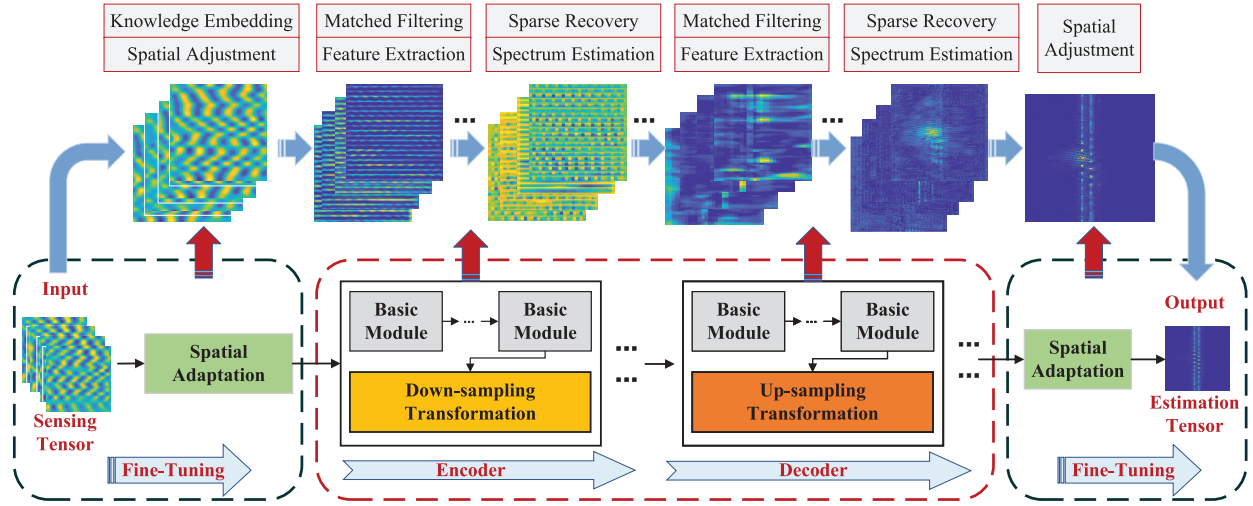 Knowledge Embedding
Spatial Adjustment
Matched Filtering
Feature Extraction
Sparse Recovery
Spectrum Estimation
Matched Filtering
Feature Extraction
Sparse Recovery
Spectrum Estimation
Spatial
Adjustment
...
...
...
...
Input
Sensing
Tensor
Spatial
Adaptation
Fine-Tuning
Basic
Module
...
Basic
Module
Down-sampling
Transformation
...
...
Encoder
Basic
Module
...
Basic
Module
Up-sampling
Transformation
...
...
Decoder
Spatial
Adaptation
Output
Estimation
Tensor
Fine-Tuning